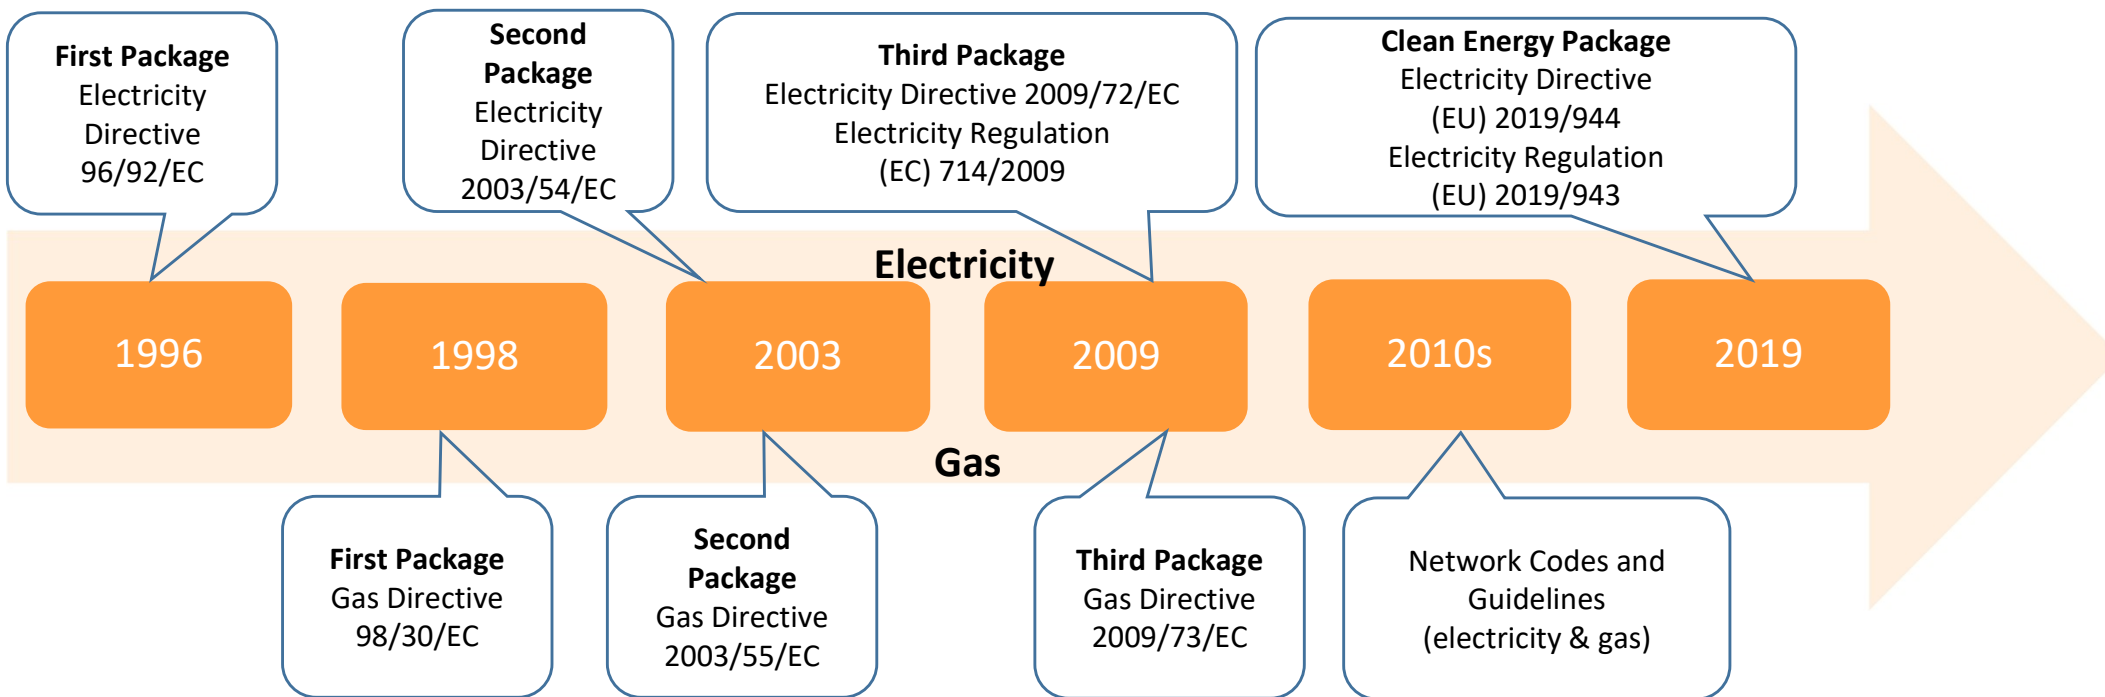 First Package
Electricity
Directive
96/92/EC
Second
Package
Electricity
Directive
2003/54/EC
Third Package
Electricity Directive 2009/72/EC
Electricity Regulation
(EC) 714/2009
Clean Energy Package
Electricity Directive
(EU) 2019/944
Electricity Regulation
(EU) 2019/943
Electricity
1996
1998
2003
2009
2010s
2019
Gas
First Package
Gas Directive
98/30/EC
Second
Package
Gas Directive
2003/55/EC
Third Package
Gas Directive
2009/73/EC
Network Codes and
Guidelines
(electricity & gas)